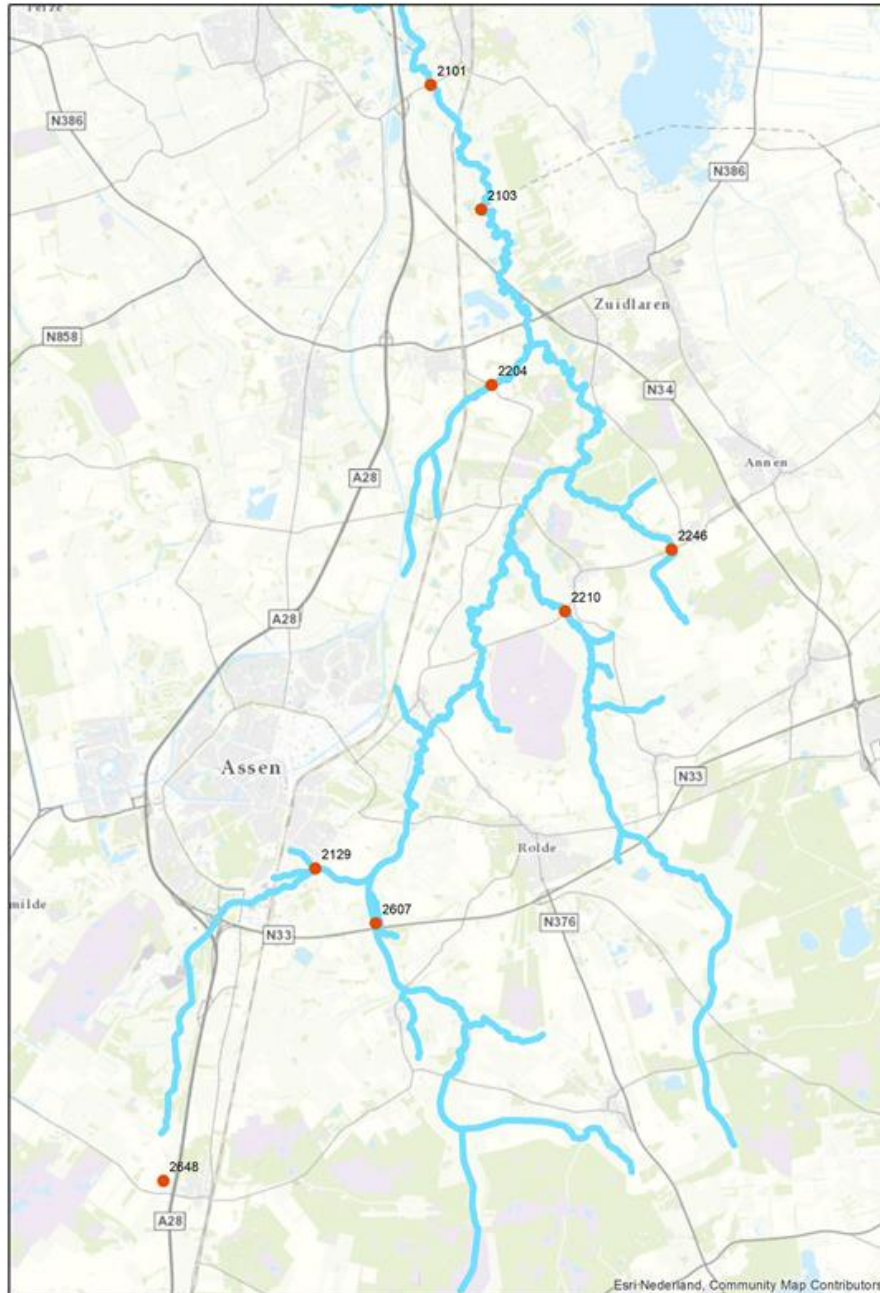 2101
N386
N386
2103
Zuidlaren
N858
2204
N34
Annen
A28
2246
2210
A28
Assen
N33
Rolde
2129
milde
2607
N33
N376
2648
A28
Esri Nederland, Community Map Contributors